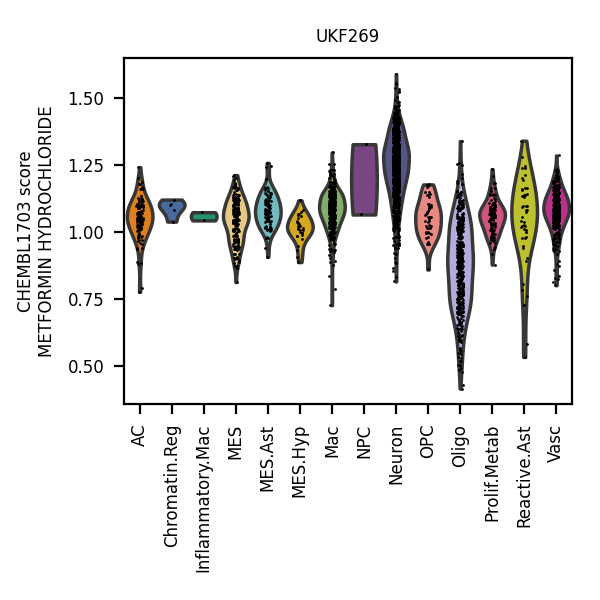 UKF269
CHEMBL1703 score
METFORMIN HYDROCHLORIDE
1.50
1.25
1.00
0.75
0.50
AC
Chromatin.Reg
Inflammatory.Mac
MES
MES.Ast
MES.Hyp
Mac
NPC
Neuron
OPC
Oligo
Prolif.Metab
Reactive.Ast
Vasc